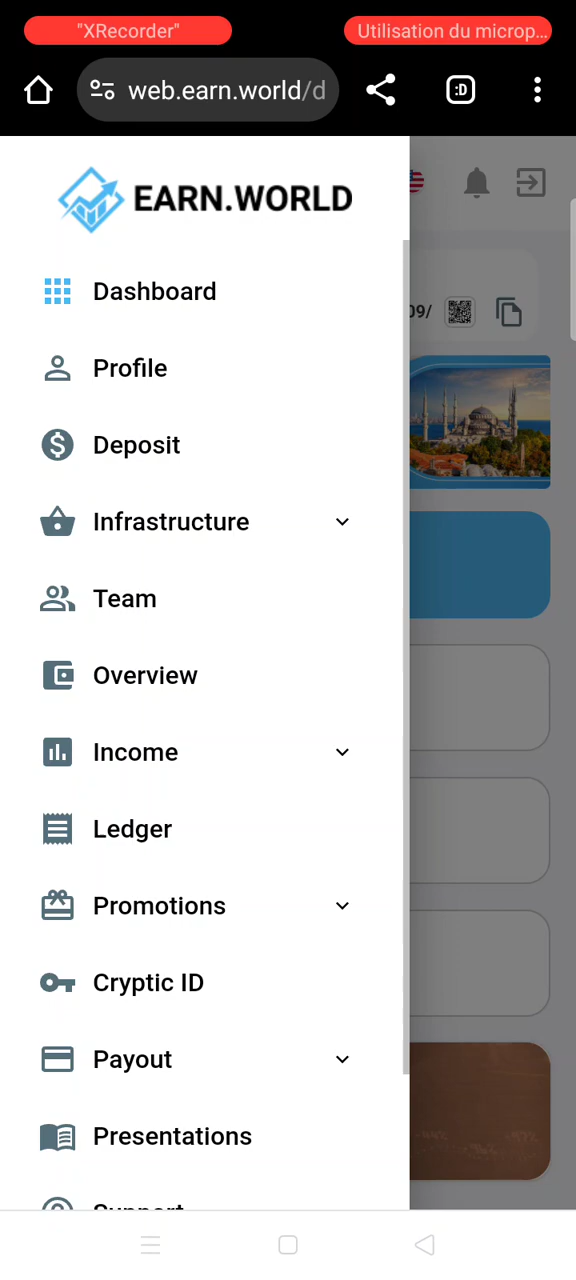 "XRecorder"
Utilisation du microp...
web.earn.world/d
:D
EARN.WORLD
Dashboard
09/
Profile
Deposit
Infrastructure
Team
Overview
Income
Ledger
Promotions
Cryptic ID
Payout
Presentations
Support